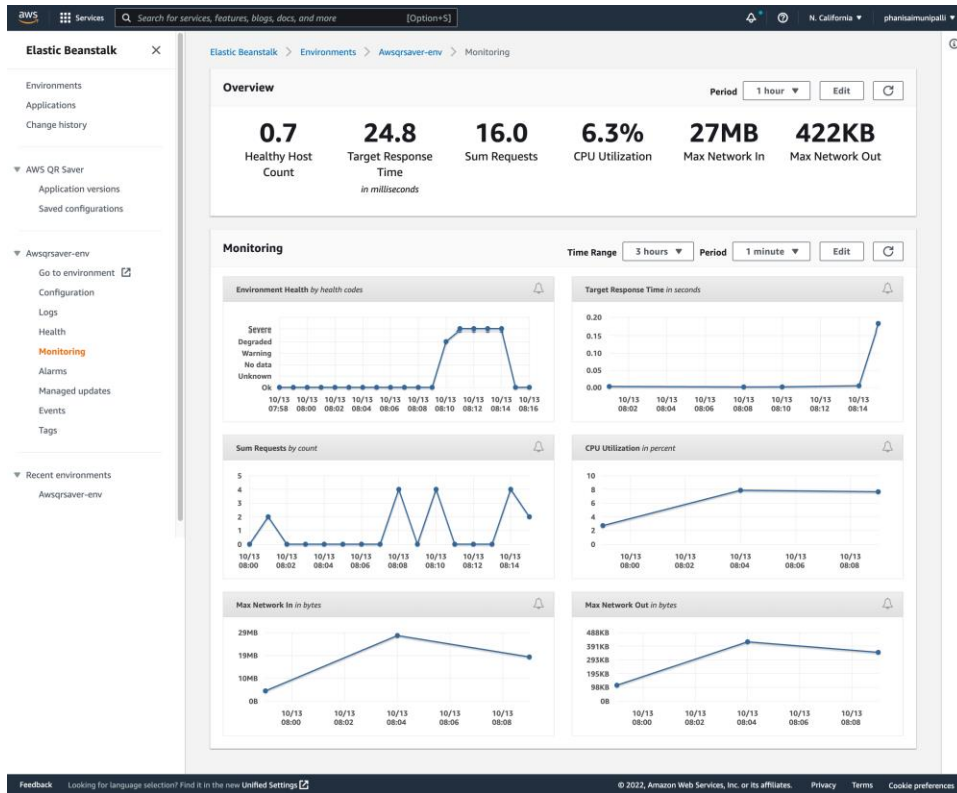 aws
Services
Search for services, features, blogs, docs, and more
[Option+S]
N. California ▼
phanisaimunipalli ▼
Elastic Beanstalk
Environments
Applications
Change history
▼ AWS QR Saver
Application versions
Saved configurations
▼ Awsqrsaver-env
Go to environment
Configuration
Logs
Health
Monitoring
Alarms
Managed updates
Events
Tags
▼ Recent environments
Awsqrsaver-env
Elastic Beanstalk > Environments > Awsqrsaver-env > Monitoring
Overview
Period 1 hour ▼ Edit
0.7 24.8 16.0 6.3% 27MB 422KB
Healthy Host Target Response Sum Requests CPU Utilization Max Network In Max Network Out
Count Time
in milliseconds
Monitoring
Time Range 3 hours ▼ Period 1 minute ▼ Edit
Environment Health by health codes
Severe
Degraded
Warning
No data
Unknown
Ok
10/13 10/13 10/13 10/13 10/13 10/13 10/13 10/13 10/13 10/13
07:58 08:00 08:02 08:04 08:06 08:08 08:10 08:12 08:14 08:16
Target Response Time in seconds
0.20
0.15
0.10
0.05
0.00
10/13 10/13 10/13 10/13 10/13 10/13 10/13
08:02 08:04 08:06 08:08 08:10 08:12 08:14
Sum Requests by count
5
4
3
2
1
0
10/13 10/13 10/13 10/13 10/13 10/13 10/13 10/13
08:00 08:02 08:04 08:06 08:08 08:10 08:12 08:14
CPU Utilization in percent
10
8
6
4
2
0
10/13 10/13 10/13 10/13 10/13
08:00 08:02 08:04 08:06 08:08
Max Network In in bytes
29MB
19MB
10MB
0B
10/13 10/13 10/13 10/13 10/13
08:00 08:02 08:04 08:06 08:08
Max Network Out in bytes
488KB
391KB
293KB
195KB
98KB
0B
10/13 10/13 10/13 10/13 10/13
08:00 08:02 08:04 08:06 08:08
Feedback Looking for language selection? Find it in the new Unified Settings
© 2022, Amazon Web Services, Inc. or its affiliates. Privacy Terms Cookie preferences